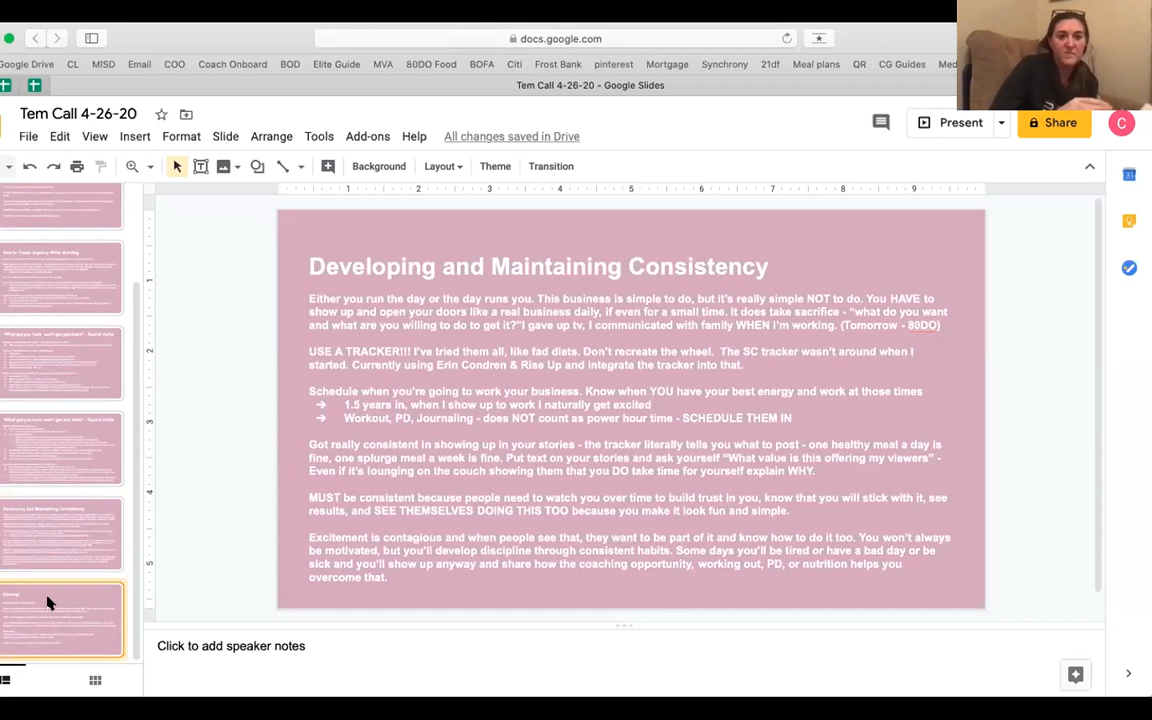 docs.google.com
Google Drive CL MISD Email COO Coach Onboard BOD Elite Guide MVA 80DO Food BOFA Citi Frost Bank pinterest Mortgage Synchrony 21df Meal plans QR CG Guides Med
Tem Call 4-26-20 - Google Slides
Tem Call 4-26-20
Present
Share
C
File Edit View Insert Format Slide Arrange Tools Add-ons Help All changes saved in Drive
Background Layout Theme Transition
1 2 3 4 5 6 7 8 9
Developing and Maintaining Consistency
Either you run the day or the day runs you. This business is simple to do, but it's really simple NOT to do. You HAVE to
show up and open your doors like a real business daily, if even for a small time. It does take sacrifice - "what do you want
and what are you willing to do to get it?"I gave up tv, I communicated with family WHEN I'm working. (Tomorrow - 80DO)
USE A TRACKER!!! I've tried them all, like fad diets. Don't recreate the wheel. The SC tracker wasn't around when I
started. Currently using Erin Condren & Rise Up and integrate the tracker into that.
Schedule when you're going to work your business. Know when YOU have your best energy and work at those times
➔ 1.5 years in, when I show up to work I naturally get excited
➔ Workout, PD, Journaling - does NOT count as power hour time - SCHEDULE THEM IN
Got really consistent in showing up in your stories - the tracker literally tells you what to post - one healthy meal a day is
fine, one splurge meal a week is fine. Put text on your stories and ask yourself "What value is this offering my viewers" -
Even if it's lounging on the couch showing them that you DO take time for yourself explain WHY.
MUST be consistent because people need to watch you over time to build trust in you, know that you will stick with it, see
results, and SEE THEMSELVES DOING THIS TOO because you make it look fun and simple.
Excitement is contagious and when people see that, they want to be part of it and know how to do it too. You won't always
be motivated, but you'll develop discipline through consistent habits. Some days you'll be tired or have a bad day or be
sick and you'll show up anyway and share how the coaching opportunity, working out, PD, or nutrition helps you
overcome that.
1
2
3
4
5
Developing and Maintaining Consistency
Click to add speaker notes
31